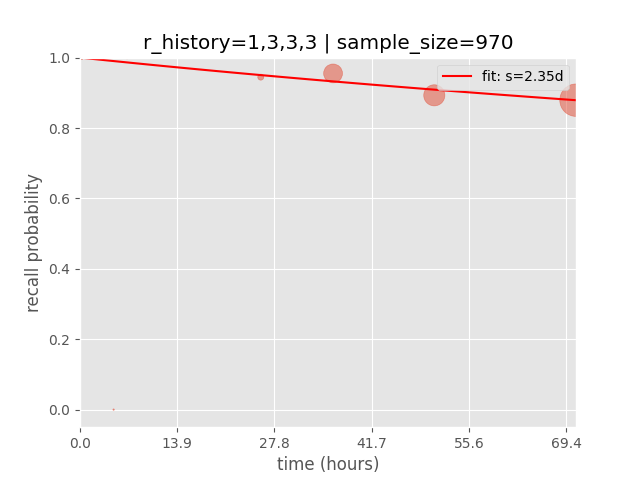 r_history=1,3,3,3 | sample_size=970
fit: s=2.35d
1.0
0.8
0.6
0.4
0.2
0.0
recall probability
0.0 13.9 27.8 41.7 55.6 69.4
time (hours)